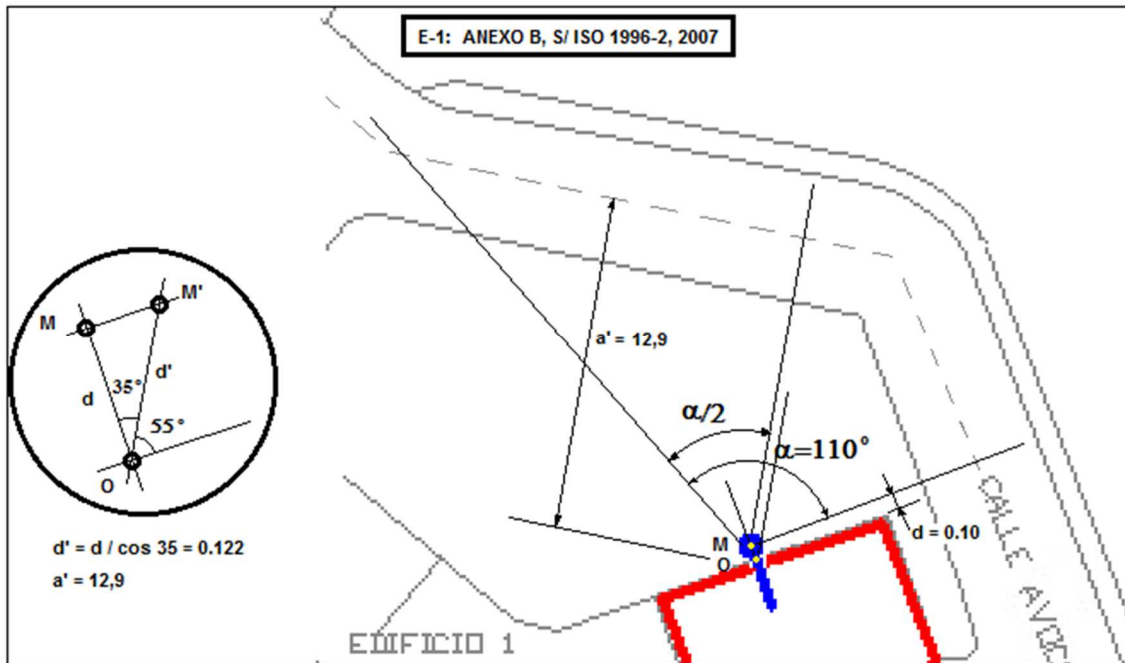 E-1: ANEXO B, S/ ISO 1996-2, 2007
M
M'
d
35°
d'
55°
O
d' = d / cos 35 = 0.122
a' = 12,9
a' = 12,9
α/2
α=110°
d = 0.10
M
O
CALLE
EDIFICIO 1